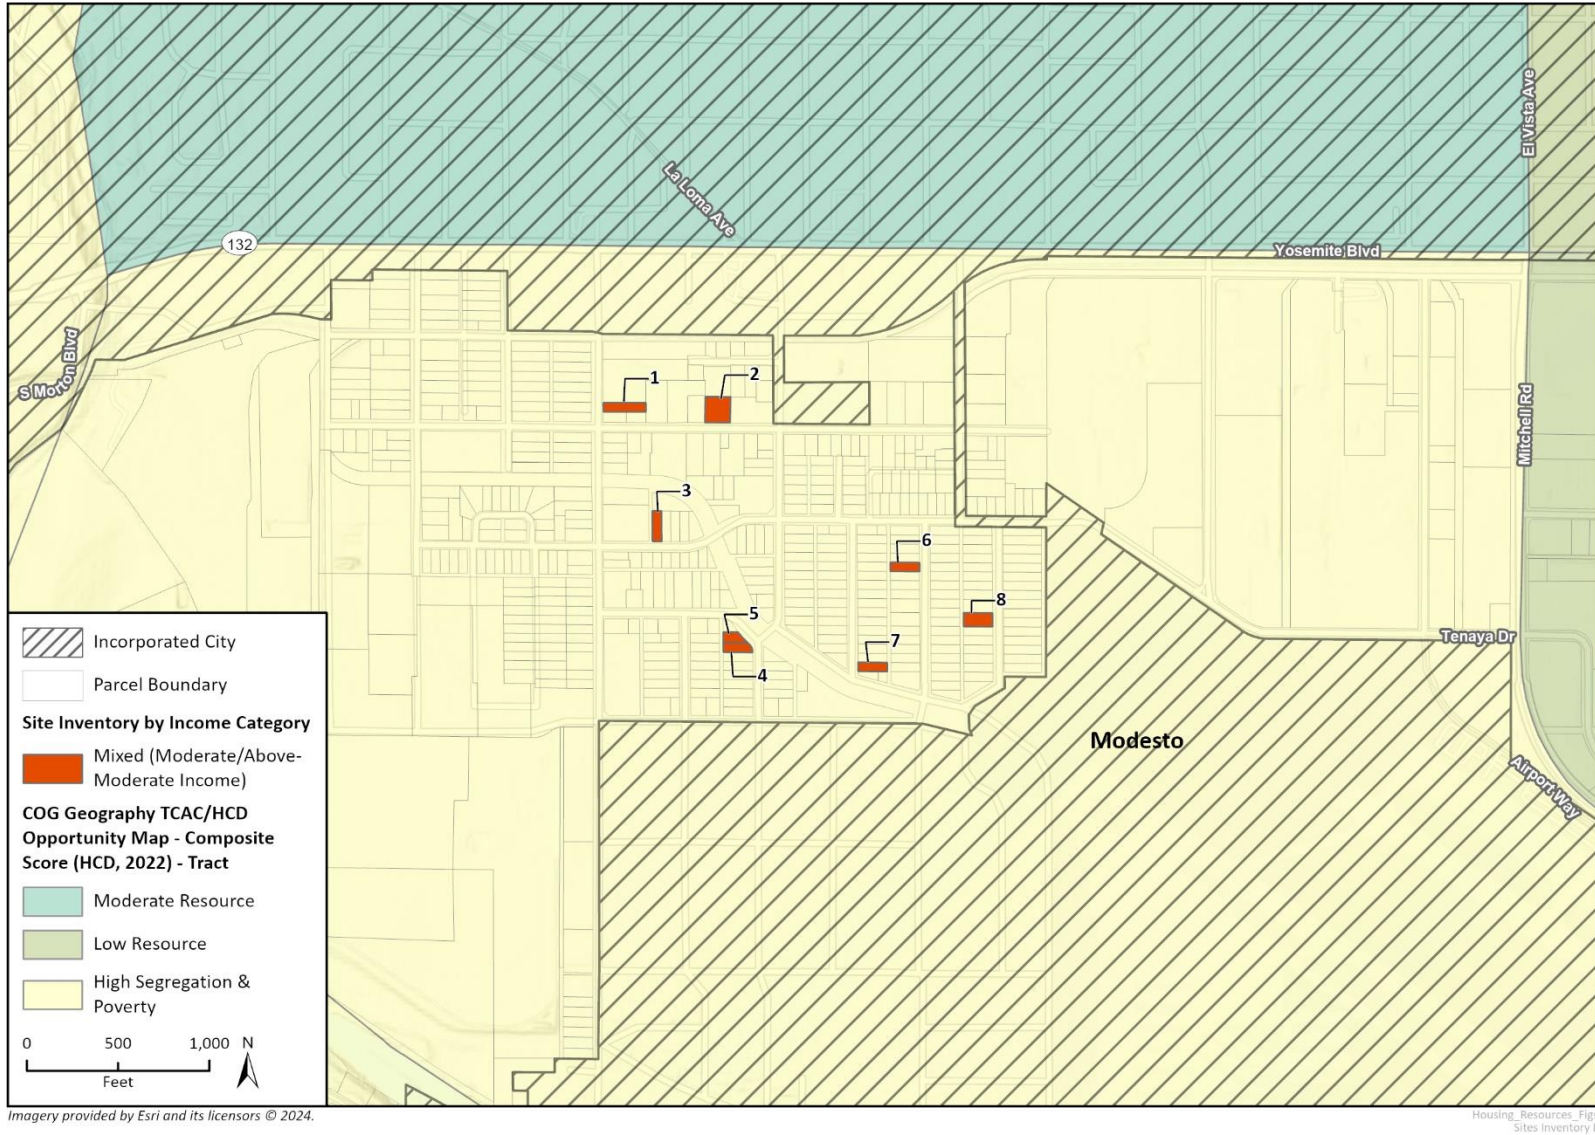 El Vista Ave
La Loma Ave
132
Yosemite Blvd
S Morton Blvd
Mitchell Rd
1
2
3
6
8
5
7
4
Tenaya Dr
Modesto
Airport Way
Incorporated City
Parcel Boundary
Site Inventory by Income Category
Mixed (Moderate/Above-
Moderate Income)
COG Geography TCAC/HCD
Opportunity Map - Composite
Score (HCD, 2022) - Tract
Moderate Resource
Low Resource
High Segregation &
Poverty
0 500 1,000 N
Feet
Imagery provided by Esri and its licensors © 2024.
Housing_Resources_Fig
Sites Inventory